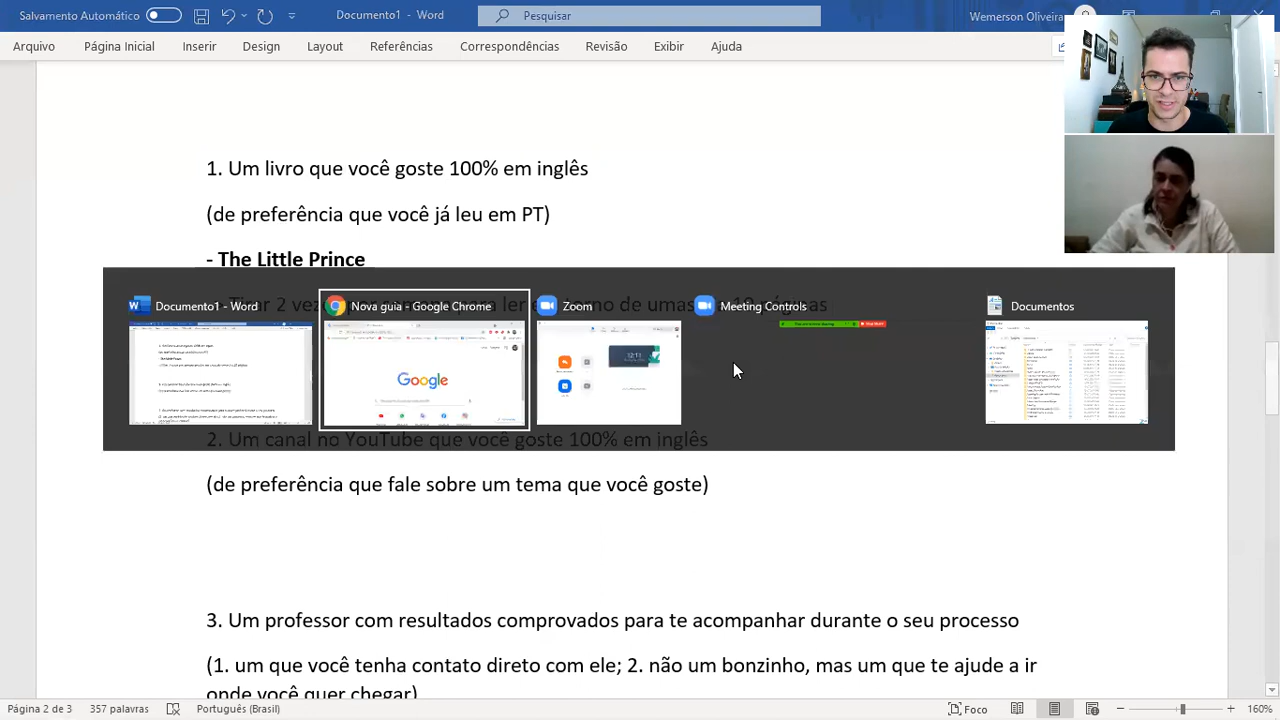 Salvamento Automático
Documento1 - Word
Pesquisar
Wemerson Oliveira
Arquivo
Página Inicial
Inserir
Design
Layout
Referências
Correspondências
Revisão
Exibir
Ajuda
1. Um livro que você goste 100% em inglês
(de preferência que você já leu em PT)
- The Little Prince
Documento1 - Word
Nova guia - Google Chrome
Zoom
Meeting Controls
Documentos
Google
12:11
2. Um canal no Youtube que você goste 100% em inglês
(de preferência que fale sobre um tema que você goste)
3. Um professor com resultados comprovados para te acompanhar durante o seu processo
(1. um que você tenha contato direto com ele; 2. não um bonzinho, mas um que te ajude a ir
onde você quer chegar)
Página 2 de 3
357 palavras
Português (Brasil)
Foco
160%